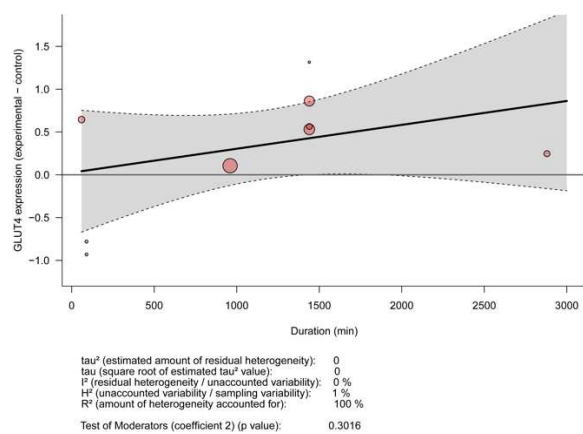 GLUT4 expression (experimental − control)
1.5
1.0
0.5
0.0
−0.5
−1.0
0 500 1000 1500 2000 2500 3000
Duration (min)
tau² (estimated amount of residual heterogeneity): 0
tau (square root of estimated tau² value): 0
I² (residual heterogeneity / unaccounted variability): 0 %
H² (unaccounted variability / sampling variability): 1 %
R² (amount of heterogeneity accounted for): 100 %
Test of Moderators (coefficient 2) (p value): 0.3016